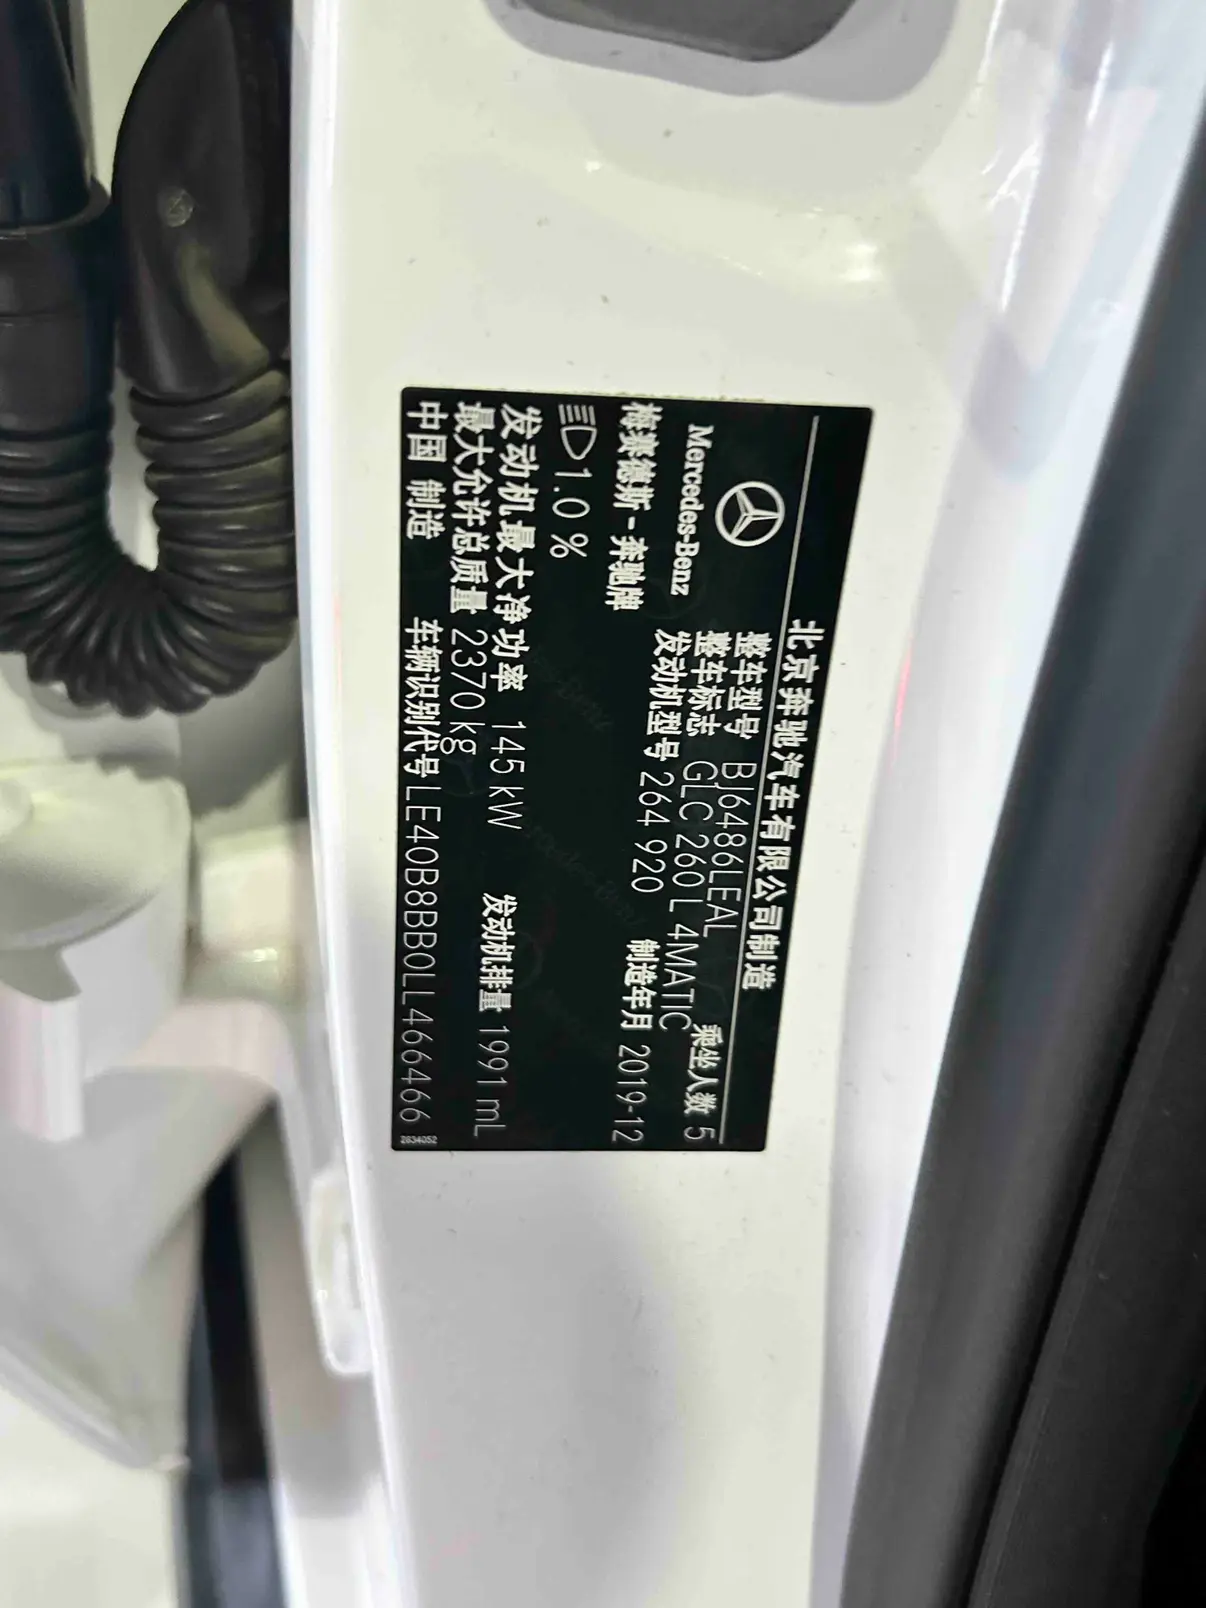 北京奔驰汽车有限公司制造
Mercedes-Benz
梅赛德斯-奔驰牌
整车型号 BJ6486LEAL
整车标志 GLC 260 L 4MATIC 乘坐人数 5
发动机型号 264 920 制造年月 2019-12
1.0 %
发动机最大净功率 145 kW 发动机排量 1991 mL
最大允许总质量 2370 kg
中国 制造 车辆识别代号 LE40B8BB0LL466466
2634052